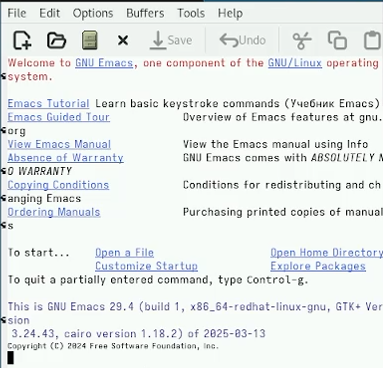 File Edit Options Buffers Tools Help
Save Undo
Welcome to GNU Emacs, one component of the GNU/Linux operating
system.
Emacs Tutorial Learn basic keystroke commands (Учебник Emacs)
Emacs Guided Tour Overview of Emacs features at gnu.
org
View Emacs Manual View the Emacs manual using Info
Absence of Warranty GNU Emacs comes with ABSOLUTELY N
O WARRANTY
Copying Conditions Conditions for redistributing and ch
anging Emacs
Ordering Manuals Purchasing printed copies of manual
s
To start... Open a File Open Home Directory
Customize Startup Explore Packages
To quit a partially entered command, type Control-g.
This is GNU Emacs 29.4 (build 1, x86_64-redhat-linux-gnu, GTK+ Ver
sion
3.24.43, cairo version 1.18.2) of 2025-03-13
Copyright (C) 2024 Free Software Foundation, Inc.